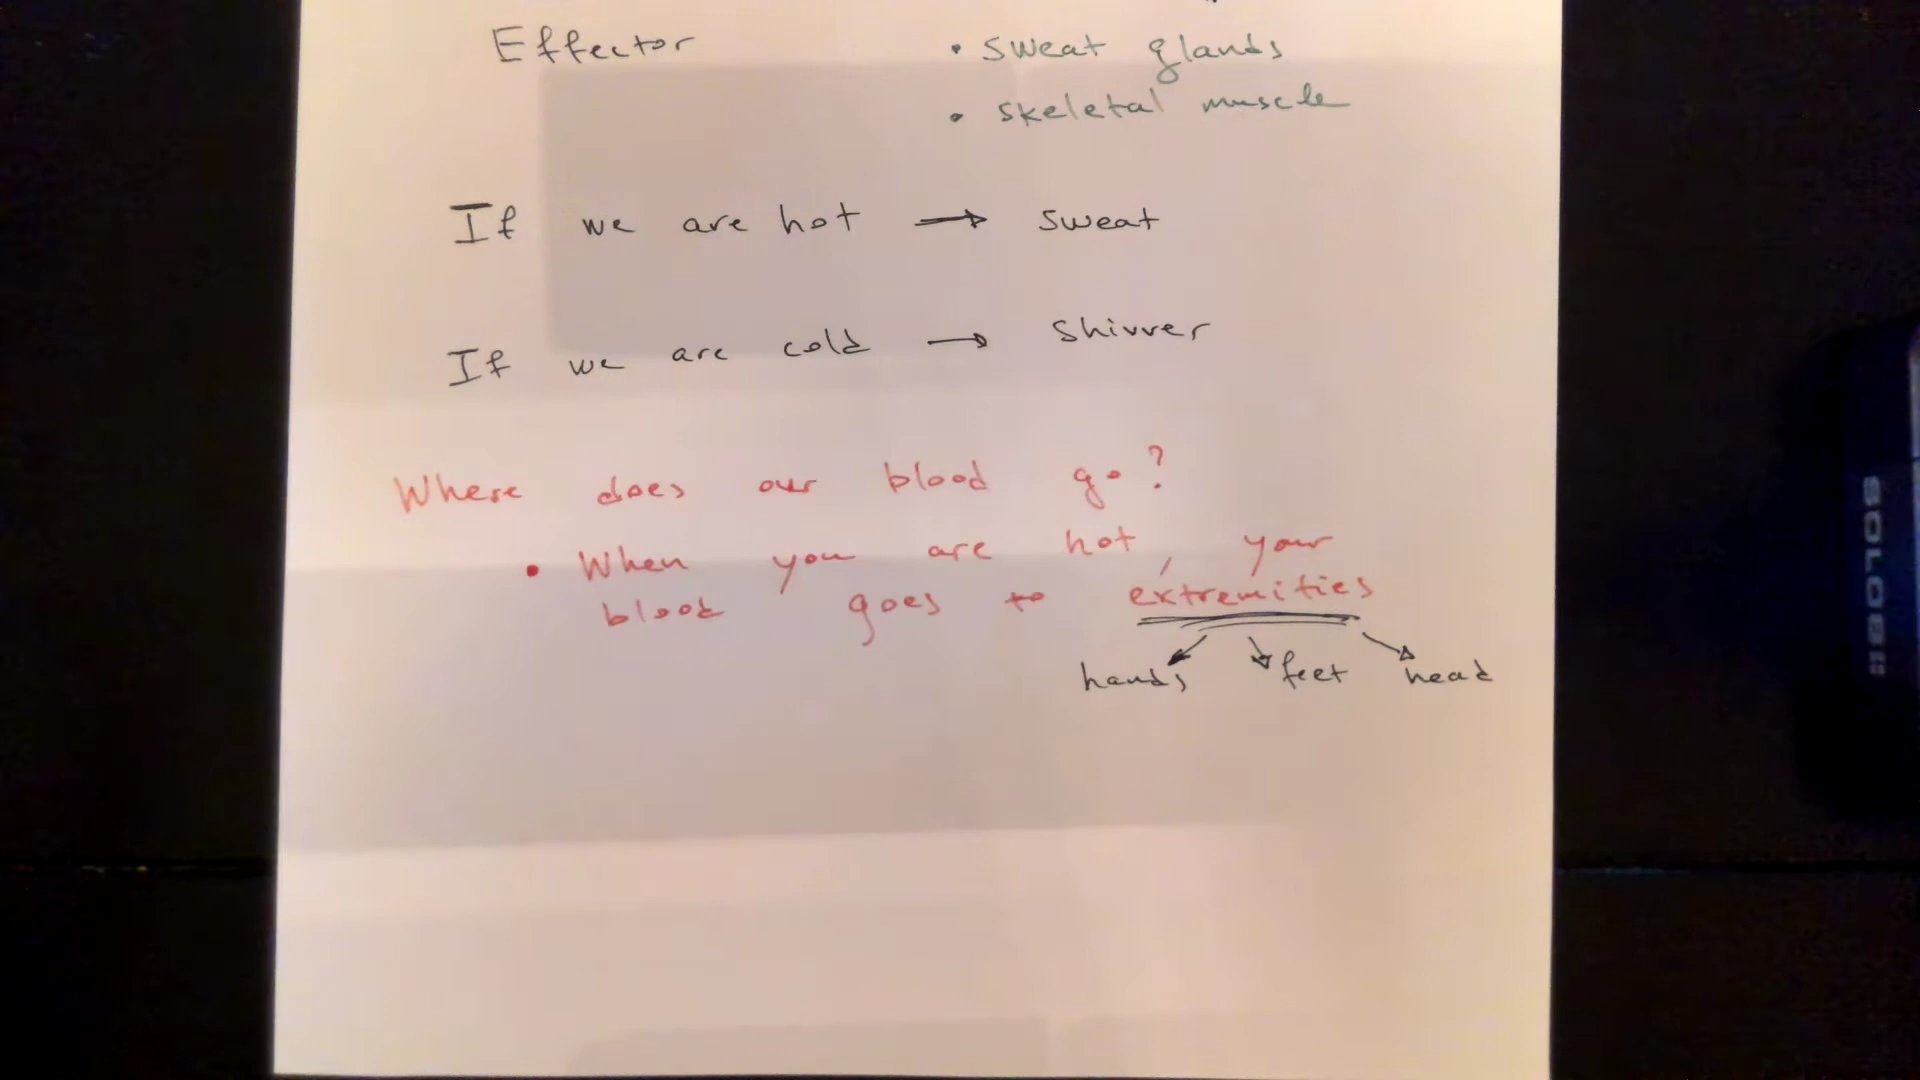 Effector • sweat glands
• skeletal muscle
If we are hot → sweat
If we are cold → shivver
Where does our blood go?
• When you are hot, your
blood goes to extremities
hands feet head